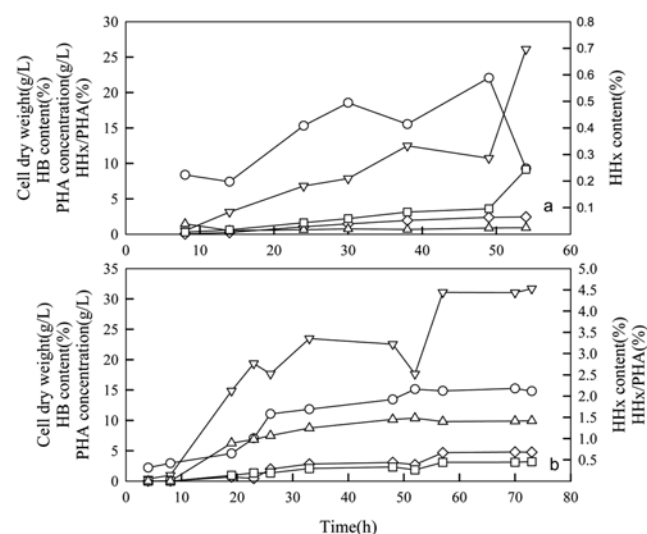 Cell dry weight(g/L)
HB content(%)
PHA concentration(g/L)
HHx/PHA(%)
30
25
20
15
10
5
0
0.8
0.7
0.6
0.5
0.4
0.3
0.2
0.1
HHx content(%)
a
0 10 20 30 40 50 60
Cell dry weight(g/L)
HB content(%)
PHA concentration(g/L)
35
30
25
20
15
10
5
0
5.0
4.5
4.0
3.5
3.0
2.5
2.0
1.5
1.0
0.5
HHx content(%)
HHx/PHA(%)
b
0 10 20 30 40 50 60 70 80
Time(h)